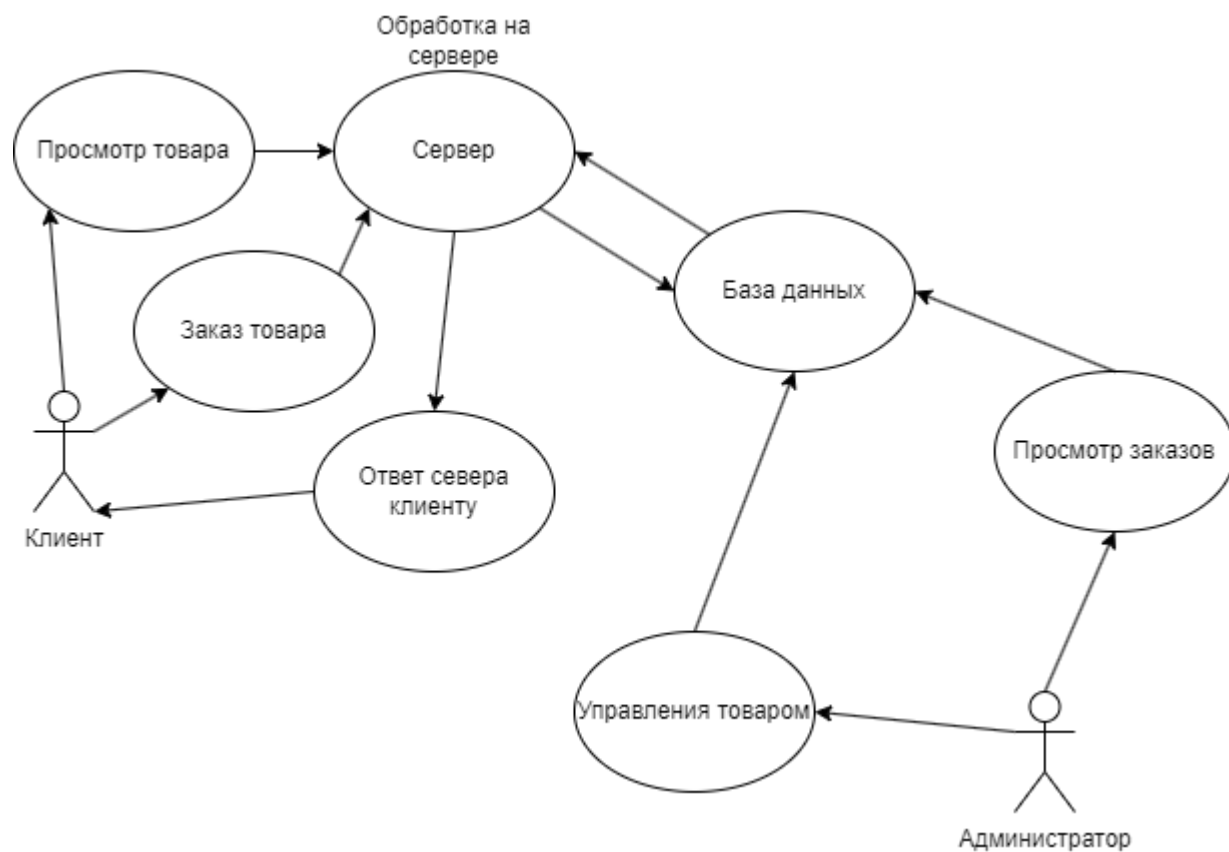 Обработка на
сервере
Просмотр товара
Сервер
База данных
Заказ товара
Просмотр заказов
Ответ севера
клиенту
Клиент
Управления товаром
Администратор